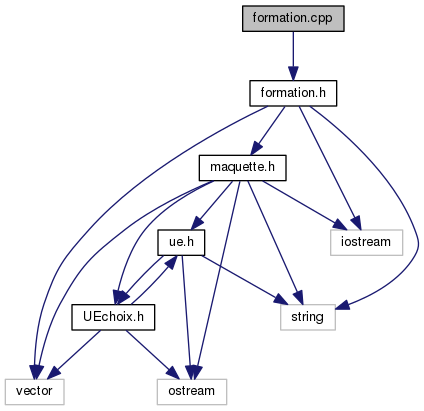 formation.cpp
formation.h
maquette.h
ue.h
iostream
UEchoix.h
string
vector
ostream